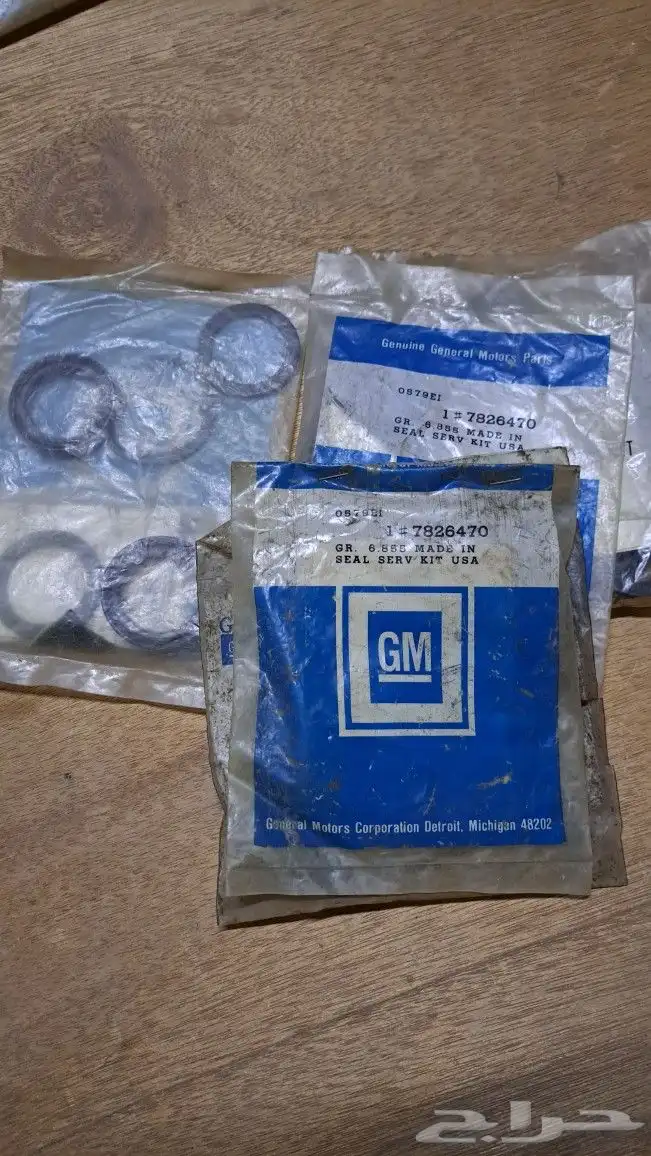 Genuine General Motors Parts
0579EI
1 # 7826470
GR. 6.855 MADE IN
SEAL SERV KIT USA
T
0579EI
1 # 7826470
GR. 6.855 MADE IN
SEAL SERV KIT USA
GM
General Motors Corporation Detroit, Michigan 48202
حراج